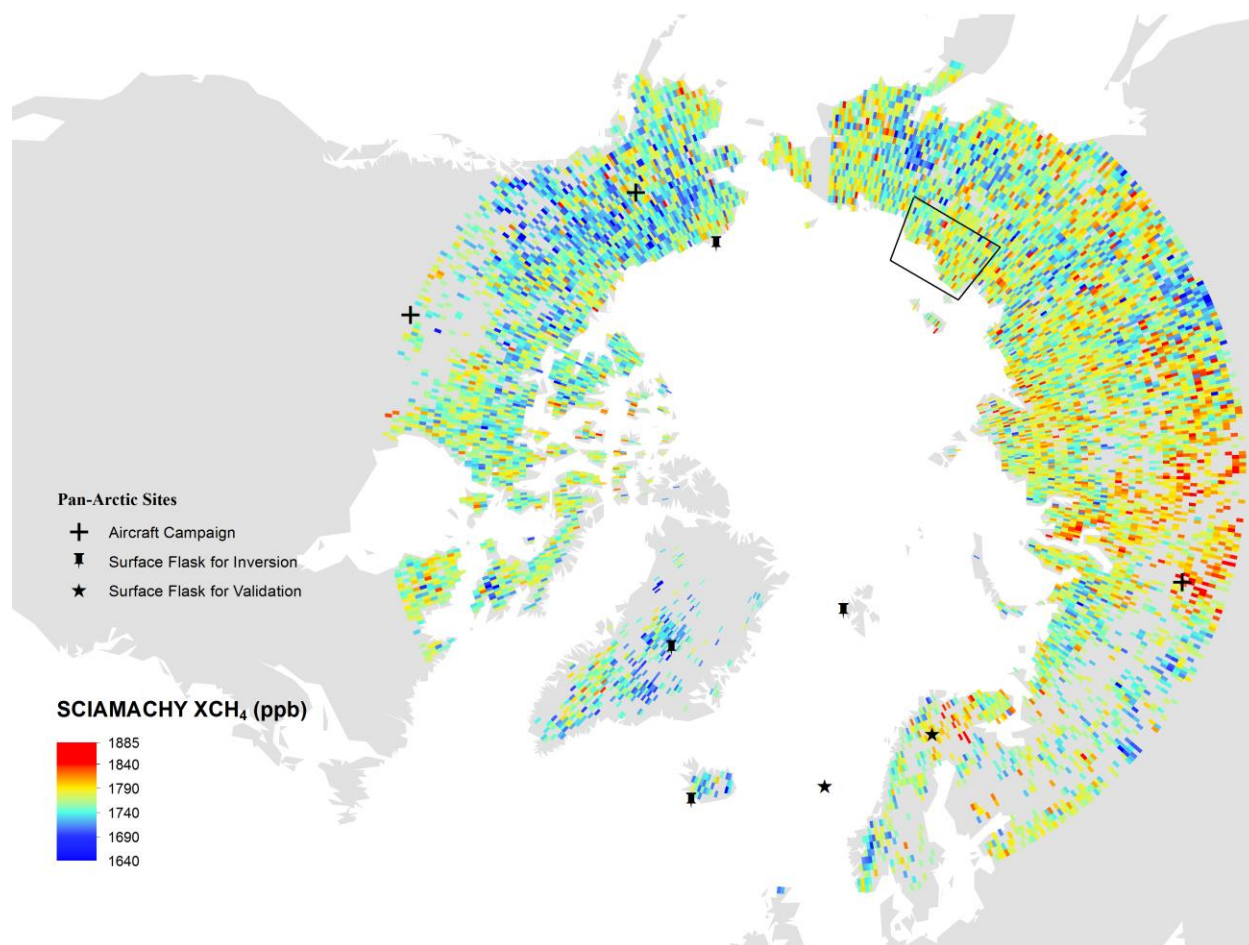 Pan-Arctic Sites
Aircraft Campaign
Surface Flask for Inversion
Surface Flask for Validation
SCIAMACHY XCH₄ (ppb)
1885
1840
1790
1740
1690
1640